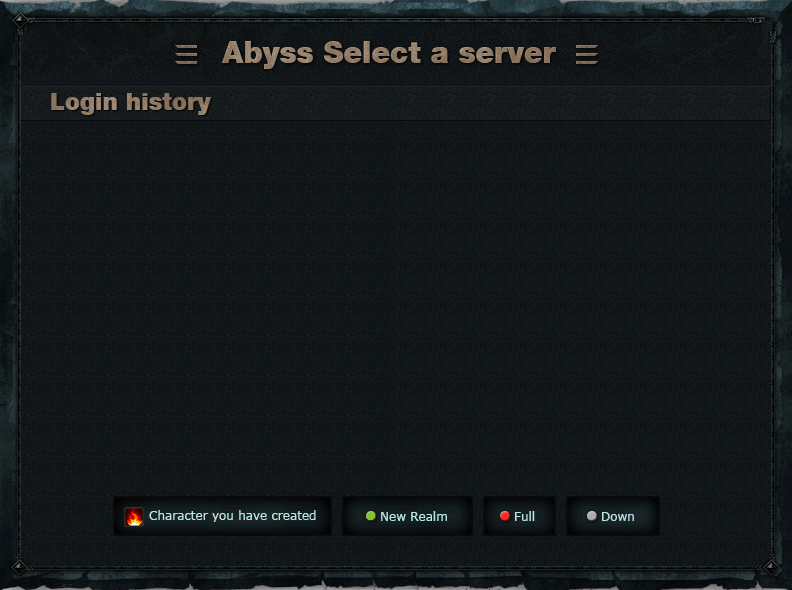 Abyss Select a server
Login history
Character you have created
New Realm
Full
Down